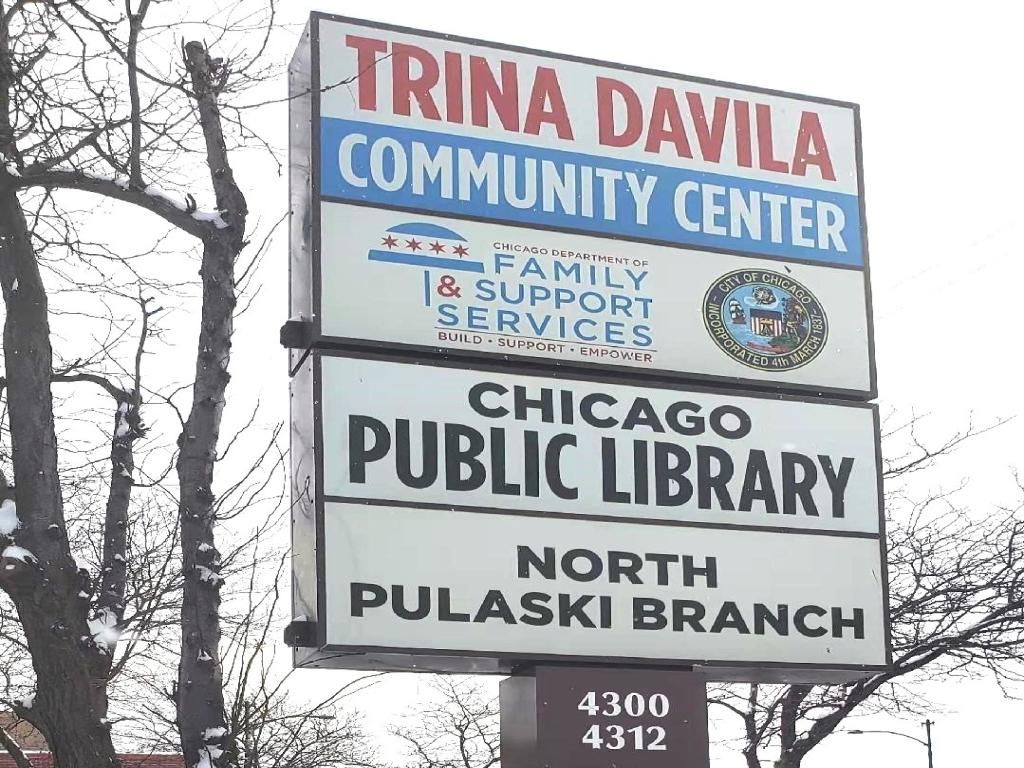 TRINA DAVILA
COMMUNITY CENTER
CHICAGO DEPARTMENT OF
FAMILY
& SUPPORT
SERVICES
BUILD • SUPPORT • EMPOWER
CITY OF CHICAGO
INCORPORATED 4th MARCH 1837
CHICAGO
PUBLIC LIBRARY
NORTH
PULASKI BRANCH
4300
4312